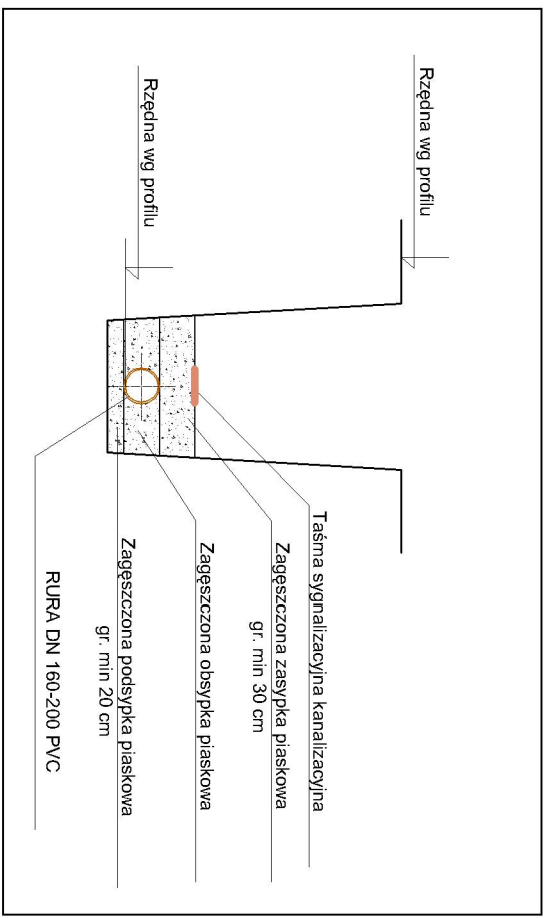 Rzędna wg profilu
Rzędna wg profilu
Taśma sygnalizacyjna kanalizacyjna
Zagęszczona zasypka piaskowa
gr. min 30 cm
Zagęszczona obsypka piaskowa
Zagęszczona podsypka piaskowa
gr. min 20 cm
RURA DN 160-200 PVC